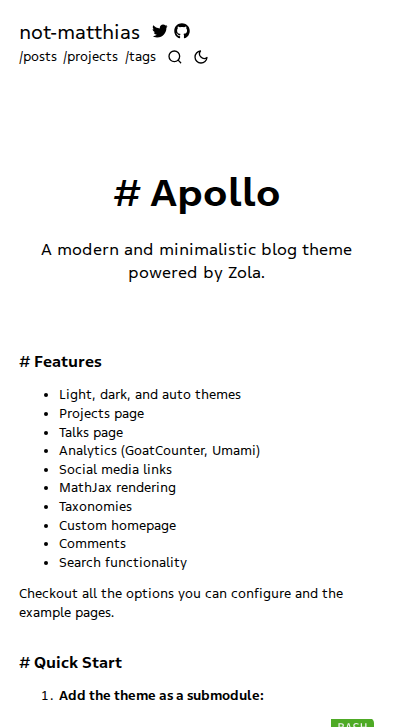 not-matthias
/posts /projects /tags
# Apollo
A modern and minimalistic blog theme
powered by Zola.
# Features
• Light, dark, and auto themes
• Projects page
• Talks page
• Analytics (GoatCounter, Umami)
• Social media links
• MathJax rendering
• Taxonomies
• Custom homepage
• Comments
• Search functionality
Checkout all the options you can configure and the
example pages.
# Quick Start
1. Add the theme as a submodule:
BASH